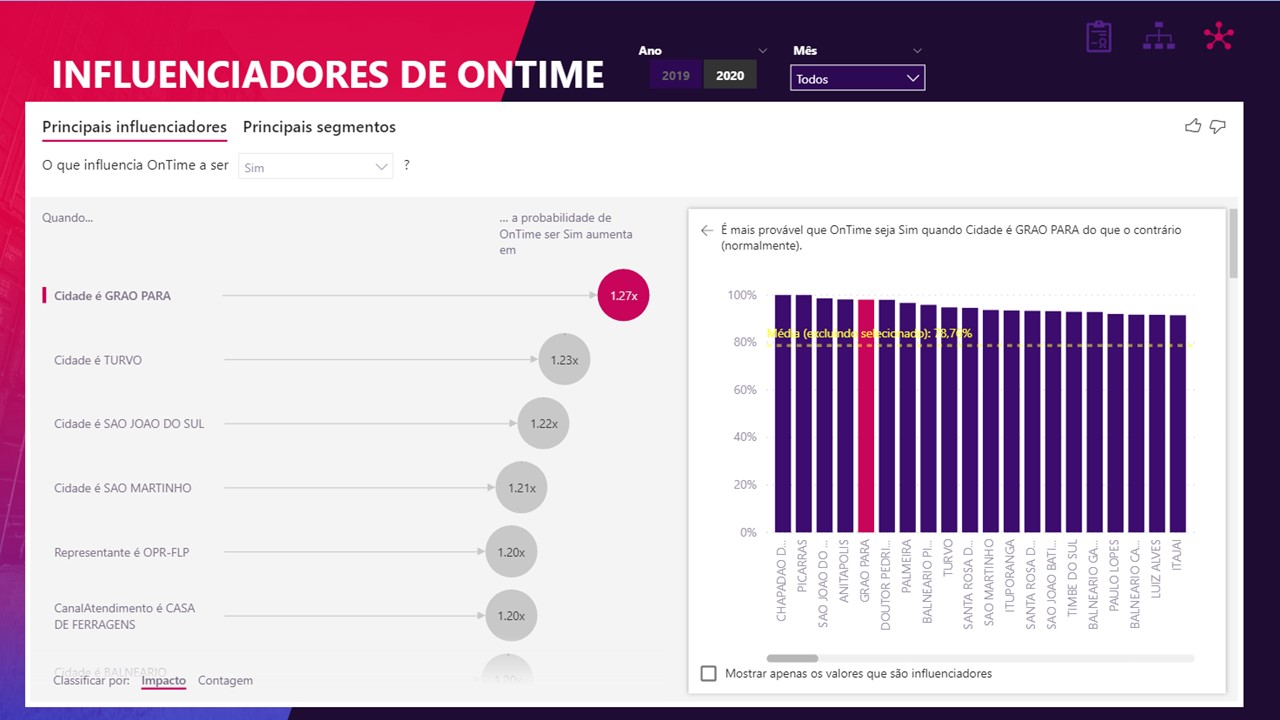 INFLUENCIADORES DE ONTIME
Ano
2019
2020
Mês
Todos
Principais influenciadores
Principais segmentos
O que influencia OnTime a ser
Sim
?
Quando...
... a probabilidade de
OnTime ser Sim aumenta
em
Cidade é GRAO PARA
1.27x
Cidade é TURVO
1.23x
Cidade é SAO JOAO DO SUL
1.22x
Cidade é SAO MARTINHO
1.21x
Representante é OPR-FLP
1.20x
CanalAtendimento é CASA
DE FERRAGENS
1.20x
Cidade é BALNEARIO
1.20x
Classificar por:
Impacto
Contagem
É mais provável que OnTime seja Sim quando Cidade é GRAO PARA do que o contrário
(normalmente).
100%
80%
60%
40%
20%
0%
Média (excluindo selecionado): 78,76%
CHAPADAO D...
PICARRAS
SAO JOAO DO ...
ANITAPOLIS
GRAO PARA
DOUTOR PEDRI...
PALMEIRA
BALNEARIO PI...
TURVO
SANTA ROSA D...
SAO MARTINHO
ITUPORANGA
SANTA ROSA D...
SAO JOAO BATI...
TIMBE DO SUL
BALNEARIO GA...
PAULO LOPES
BALNEARIO CA...
LUIZ ALVES
ITAJAI
Mostrar apenas os valores que são influenciadores